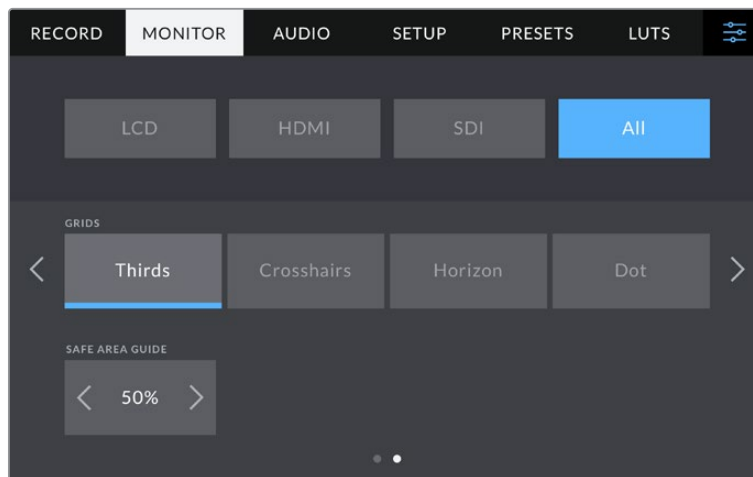 RECORD MONITOR AUDIO SETUP PRESETS LUTS
LCD HDMI SDI All
GRIDS
Thirds Crosshairs Horizon Dot
SAFE AREA GUIDE
50%